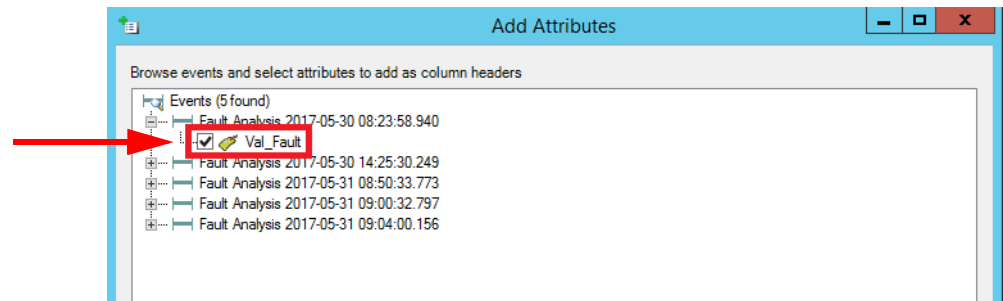 Add Attributes
Browse events and select attributes to add as column headers
Events (5 found)
Fault Analysis 2017-05-30 08:23:58.940
Val_Fault
Fault Analysis 2017-05-30 14:25:30.249
Fault Analysis 2017-05-31 08:50:33.773
Fault Analysis 2017-05-31 09:00:32.797
Fault Analysis 2017-05-31 09:04:00.156